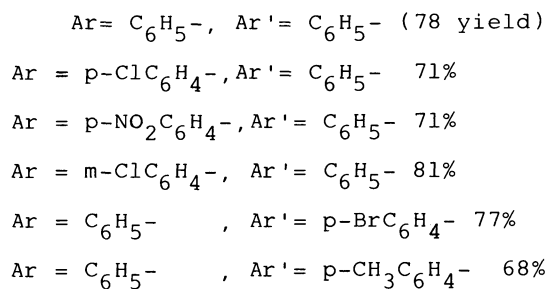 Ar= C6H5-, Ar'= C6H5- (78 yield)
Ar = p-ClC6H4-,Ar'= C6H5- 71%
Ar = p-NO2C6H4-,Ar'= C6H5- 71%
Ar = m-ClC6H4-, Ar'= C6H5- 81%
Ar = C6H5- , Ar'= p-BrC6H4- 77%
Ar = C6H5- , Ar'= p-CH3C6H4- 68%